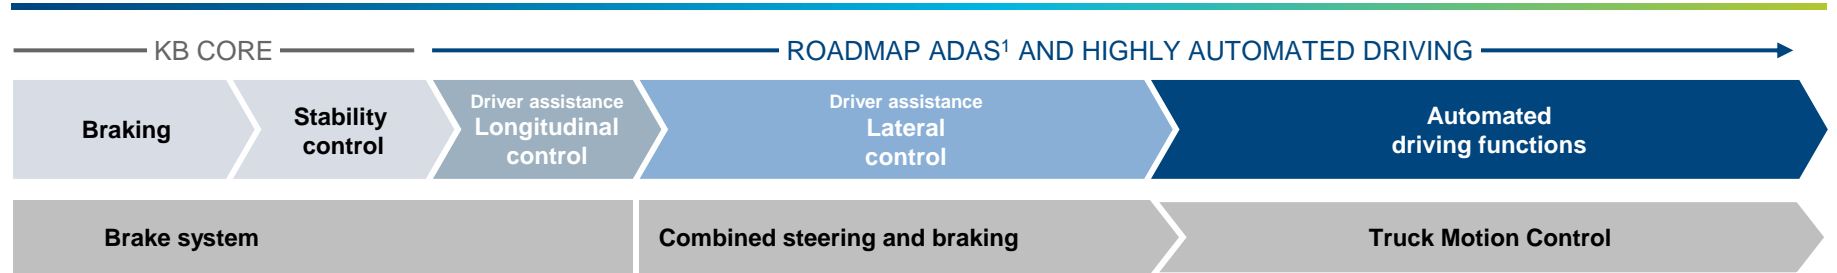 KB CORE
ROADMAP ADAS¹ AND HIGHLY AUTOMATED DRIVING
Braking
Stability
control
Driver assistance
Longitudinal
control
Driver assistance
Lateral
control
Automated
driving functions
Brake system
Combined steering and braking
Truck Motion Control